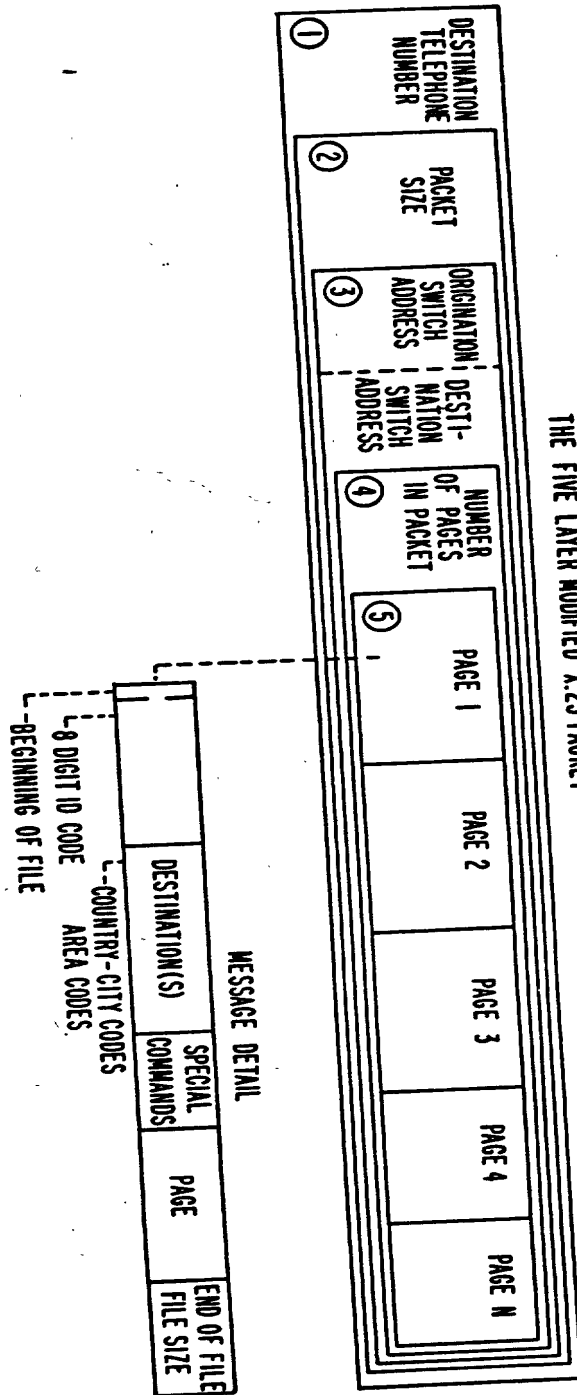 THE FIVE LAYER MODIFIED X.25 PACKET
DESTINATION
TELEPHONE
NUMBER
①
PACKET
SIZE
②
ORIGINATION
SWITCH
ADDRESS
③
DESTI-
NATION
SWITCH
ADDRESS
NUMBER
OF PAGES
IN PACKET
④
⑤
PAGE 1
PAGE 2
PAGE 3
PAGE 4
PAGE N
MESSAGE DETAIL
DESTINATION(S)
SPECIAL
COMMANDS
PAGE
END OF FILE
FILE SIZE
COUNTRY-CITY CODES
AREA CODES
8 DIGIT ID CODE
BEGINNING OF FILE